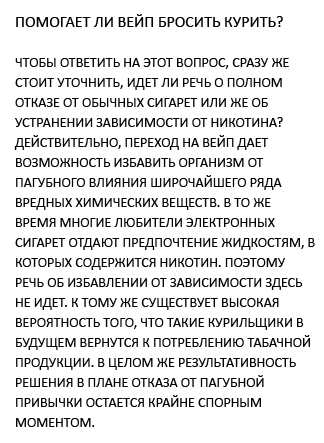 ПОМОГАЕТ ЛИ ВЕЙП БРОСИТЬ КУРИТЬ?
ЧТОБЫ ОТВЕТИТЬ НА ЭТОТ ВОПРОС, СРАЗУ ЖЕ
СТОИТ УТОЧНИТЬ, ИДЕТ ЛИ РЕЧЬ О ПОЛНОМ
ОТКАЗЕ ОТ ОБЫЧНЫХ СИГАРЕТ ИЛИ ЖЕ ОБ
УСТРАНЕНИИ ЗАВИСИМОСТИ ОТ НИКОТИНА?
ДЕЙСТВИТЕЛЬНО, ПЕРЕХОД НА ВЕЙП ДАЕТ
ВОЗМОЖНОСТЬ ИЗБАВИТЬ ОРГАНИЗМ ОТ
ПАГУБНОГО ВЛИЯНИЯ ШИРОЧАЙШЕГО РЯДА
ВРЕДНЫХ ХИМИЧЕСКИХ ВЕЩЕСТВ. В ТО ЖЕ
ВРЕМЯ МНОГИЕ ЛЮБИТЕЛИ ЭЛЕКТРОННЫХ
СИГАРЕТ ОТДАЮТ ПРЕДПОЧТЕНИЕ ЖИДКОСТЯМ, В
КОТОРЫХ СОДЕРЖИТСЯ НИКОТИН. ПОЭТОМУ
РЕЧЬ ОБ ИЗБАВЛЕНИИ ОТ ЗАВИСИМОСТИ ЗДЕСЬ
НЕ ИДЕТ. К ТОМУ ЖЕ СУЩЕСТВУЕТ ВЫСОКАЯ
ВЕРОЯТНОСТЬ ТОГО, ЧТО ТАКИЕ КУРИЛЬЩИКИ В
БУДУЩЕМ ВЕРНУТСЯ К ПОТРЕБЛЕНИЮ ТАБАЧНОЙ
ПРОДУКЦИИ. В ЦЕЛОМ ЖЕ РЕЗУЛЬТАТИВНОСТЬ
РЕШЕНИЯ В ПЛАНЕ ОТКАЗА ОТ ПАГУБНОЙ
ПРИВЫЧКИ ОСТАЕТСЯ КРАЙНЕ СПОРНЫМ
МОМЕНТОМ.